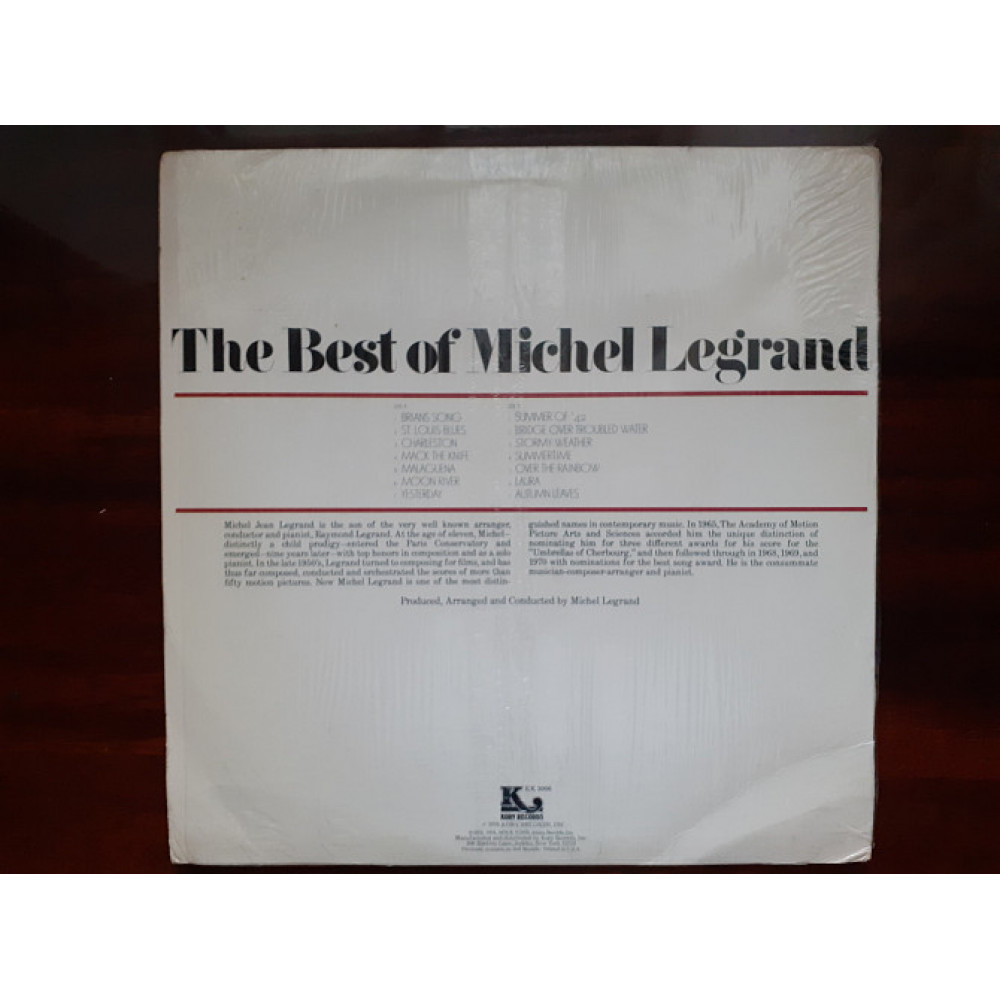 The Best of Michel Legrand
BRIAN'S SONG
ST. LOUIS BLUES
CHARLESTON
MACK THE KNIFE
MALAGUENA
MOON RIVER
YESTERDAY
SUMMER OF '42
BRIDGE OVER TROUBLED WATER
STORMY WEATHER
SUMMERTIME
OVER THE RAINBOW
LAURA
AUTUMN LEAVES
Michel Jean Legrand is the son of the very well known arranger,
conductor and pianist, Raymond Legrand. At the age of eleven, Michel—
distinctly a child prodigy—entered the Paris Conservatory and
emerged—nine years later—with top honors in composition and as a solo
pianist. In the late 1950's, Legrand turned to composing for films, and has
thus far composed, conducted and orchestrated the scores of more than
fifty motion pictures. Now Michel Legrand is one of the most distin-
guished names in contemporary music. In 1965, The Academy of Motion
Picture Arts and Sciences accorded him the unique distinction of
nominating him for three different awards for his score for the
"Umbrellas of Cherbourg," and then followed through in 1968, 1969, and
1970 with nominations for the best song award. He is the consummate
musician-composer-arranger and pianist.
Produced, Arranged and Conducted by Michel Legrand
K
KORY RECORDS